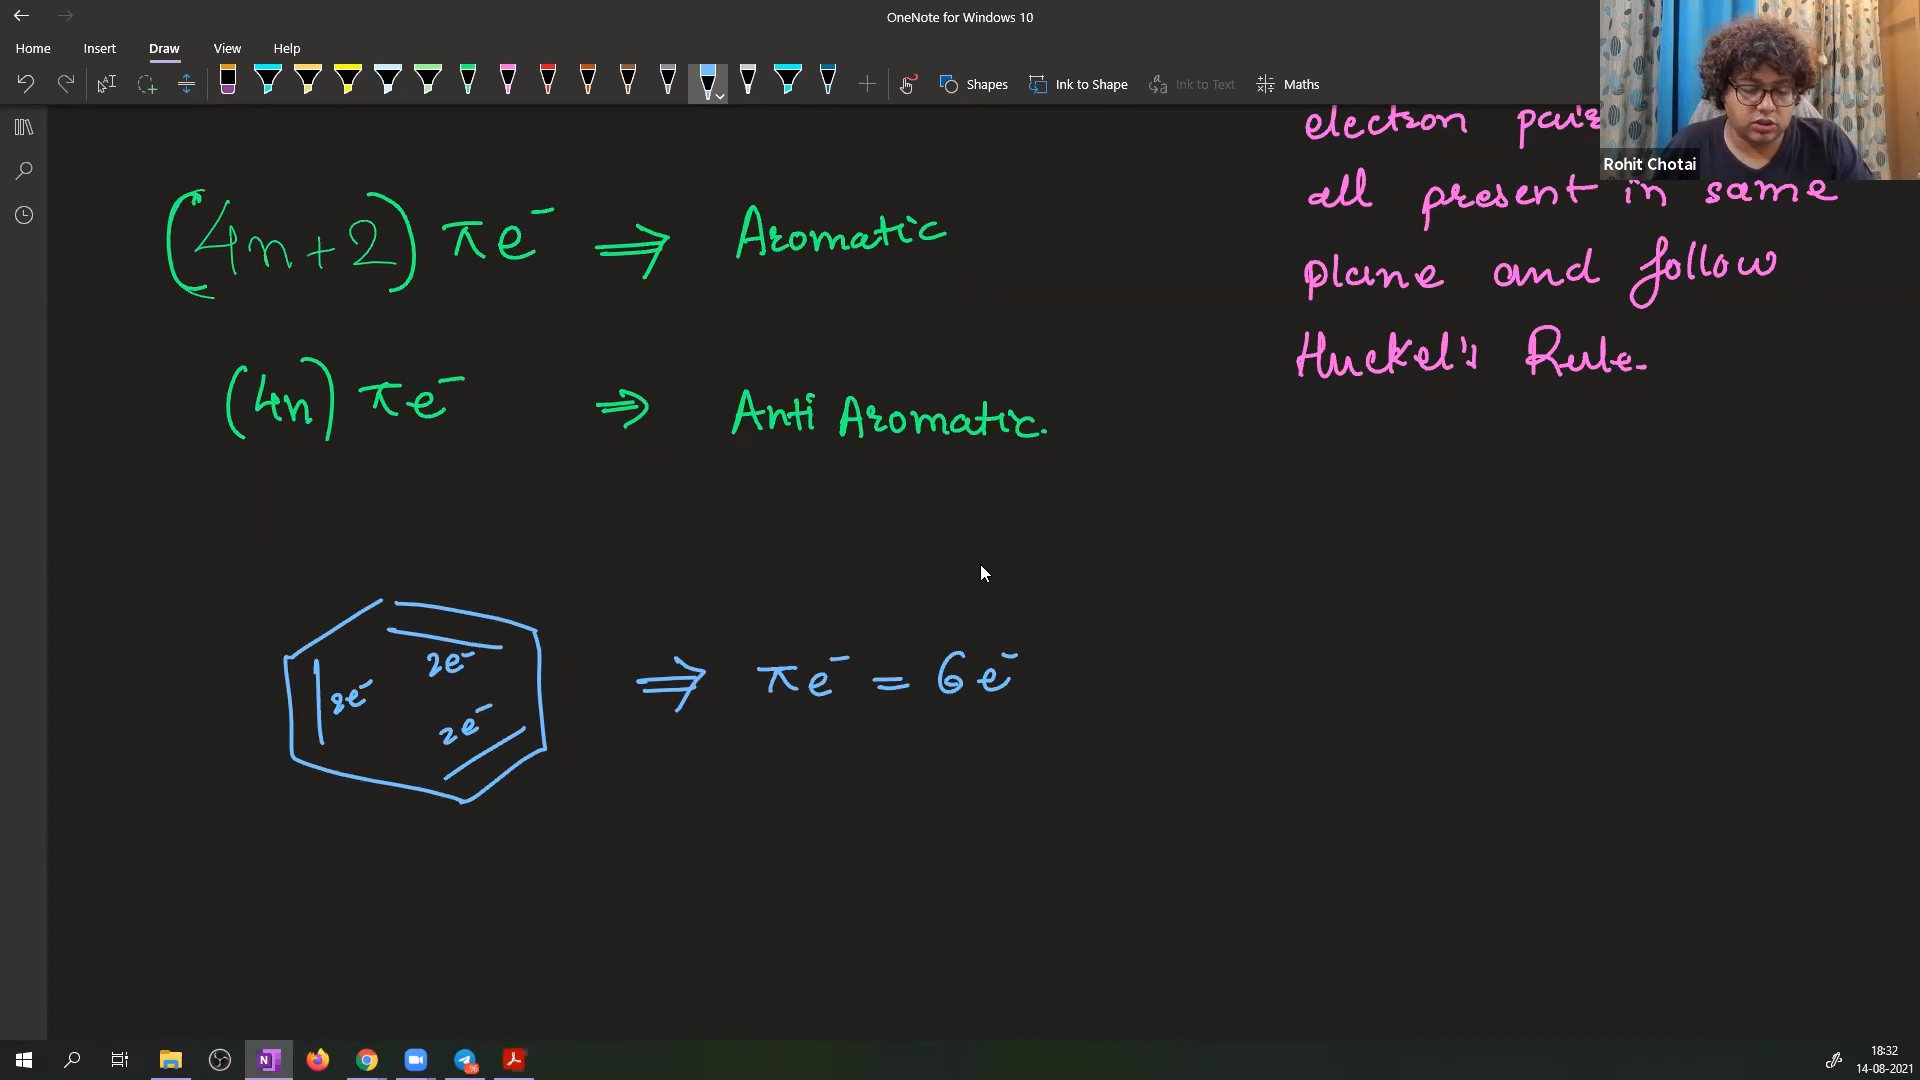 OneNote for Windows 10
Home Insert Draw View Help
Shapes Ink to Shape Ink to Text Maths
Rohit Chotai
electron
all present in same
plane and follow
Huckel's Rule.
(4n+2) πe⁻ ⇒ Aromatic
(4n) πe⁻ ⇒ Anti Aromatic.
2e⁻
2e⁻
2e⁻
⇒ πe⁻ = 6e⁻
18:32
14-08-2021